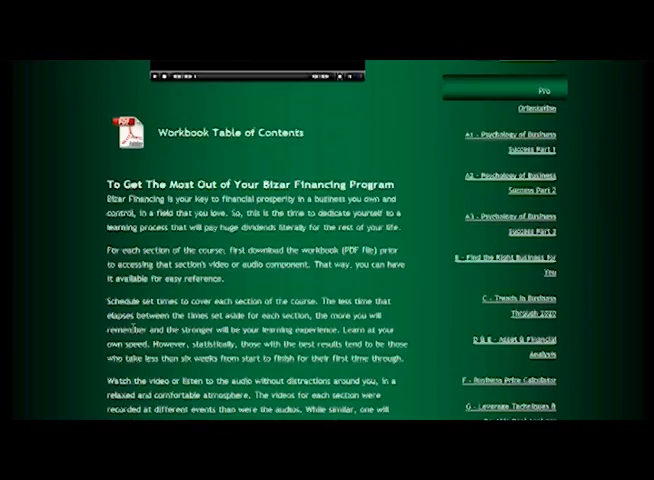 Workbook Table of Contents
To Get The Most Out of Your Bizar Financing Program
Bizar Financing is your key to financial prosperity in a business you own and
control, in a field that you love. So, this is the time to dedicate yourself to a
learning process that will pay huge dividends literally for the rest of your life.
For each section of the course, first download the workbook (PDF file) prior
to accessing that section's video or audio component. That way, you can have
it available for easy reference.
Schedule set times to cover each section of the course. The less time that
elapses between the times set aside for each section, the more you will
remember and the stronger will be your learning experience. Learn at your
own speed. However, statistically, those with the best results tend to be those
who take less than six weeks from start to finish for their first time through.
Watch the video or listen to the audio without distractions around you, in a
relaxed and comfortable atmosphere. The videos for each section were
recorded at different events than were the audios. While similar, one will
Pro
Orientation
A1 - Psychology of Business
Success Part 1
A2 - Psychology of Business
Success Part 2
A3 - Psychology of Business
Success Part 3
B - Find the Right Business for
You
C - Trends in Business
Through 2020
D & E - Asset & Financial
Analysis
F - Business Price Calculator
G - Leverage Techniques &